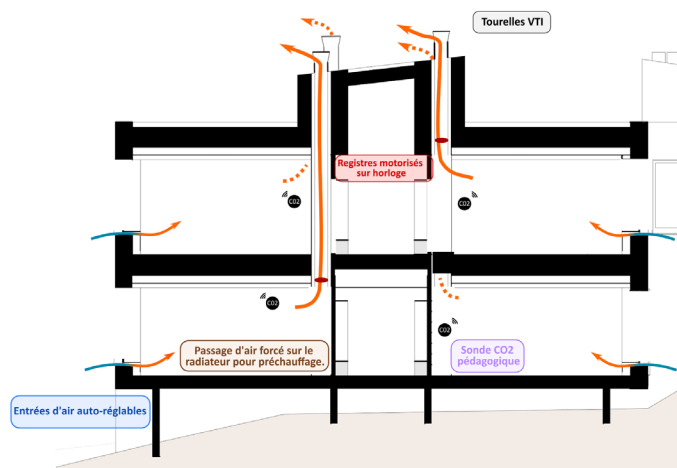 Tourelles VTI
Registres motorisés
sur horloge
CO2
CO2
CO2
CO2
Passage d'air forcé sur le
radiateur pour préchauffage.
Sonde CO2
pédagogique
Entrées d'air auto-réglables